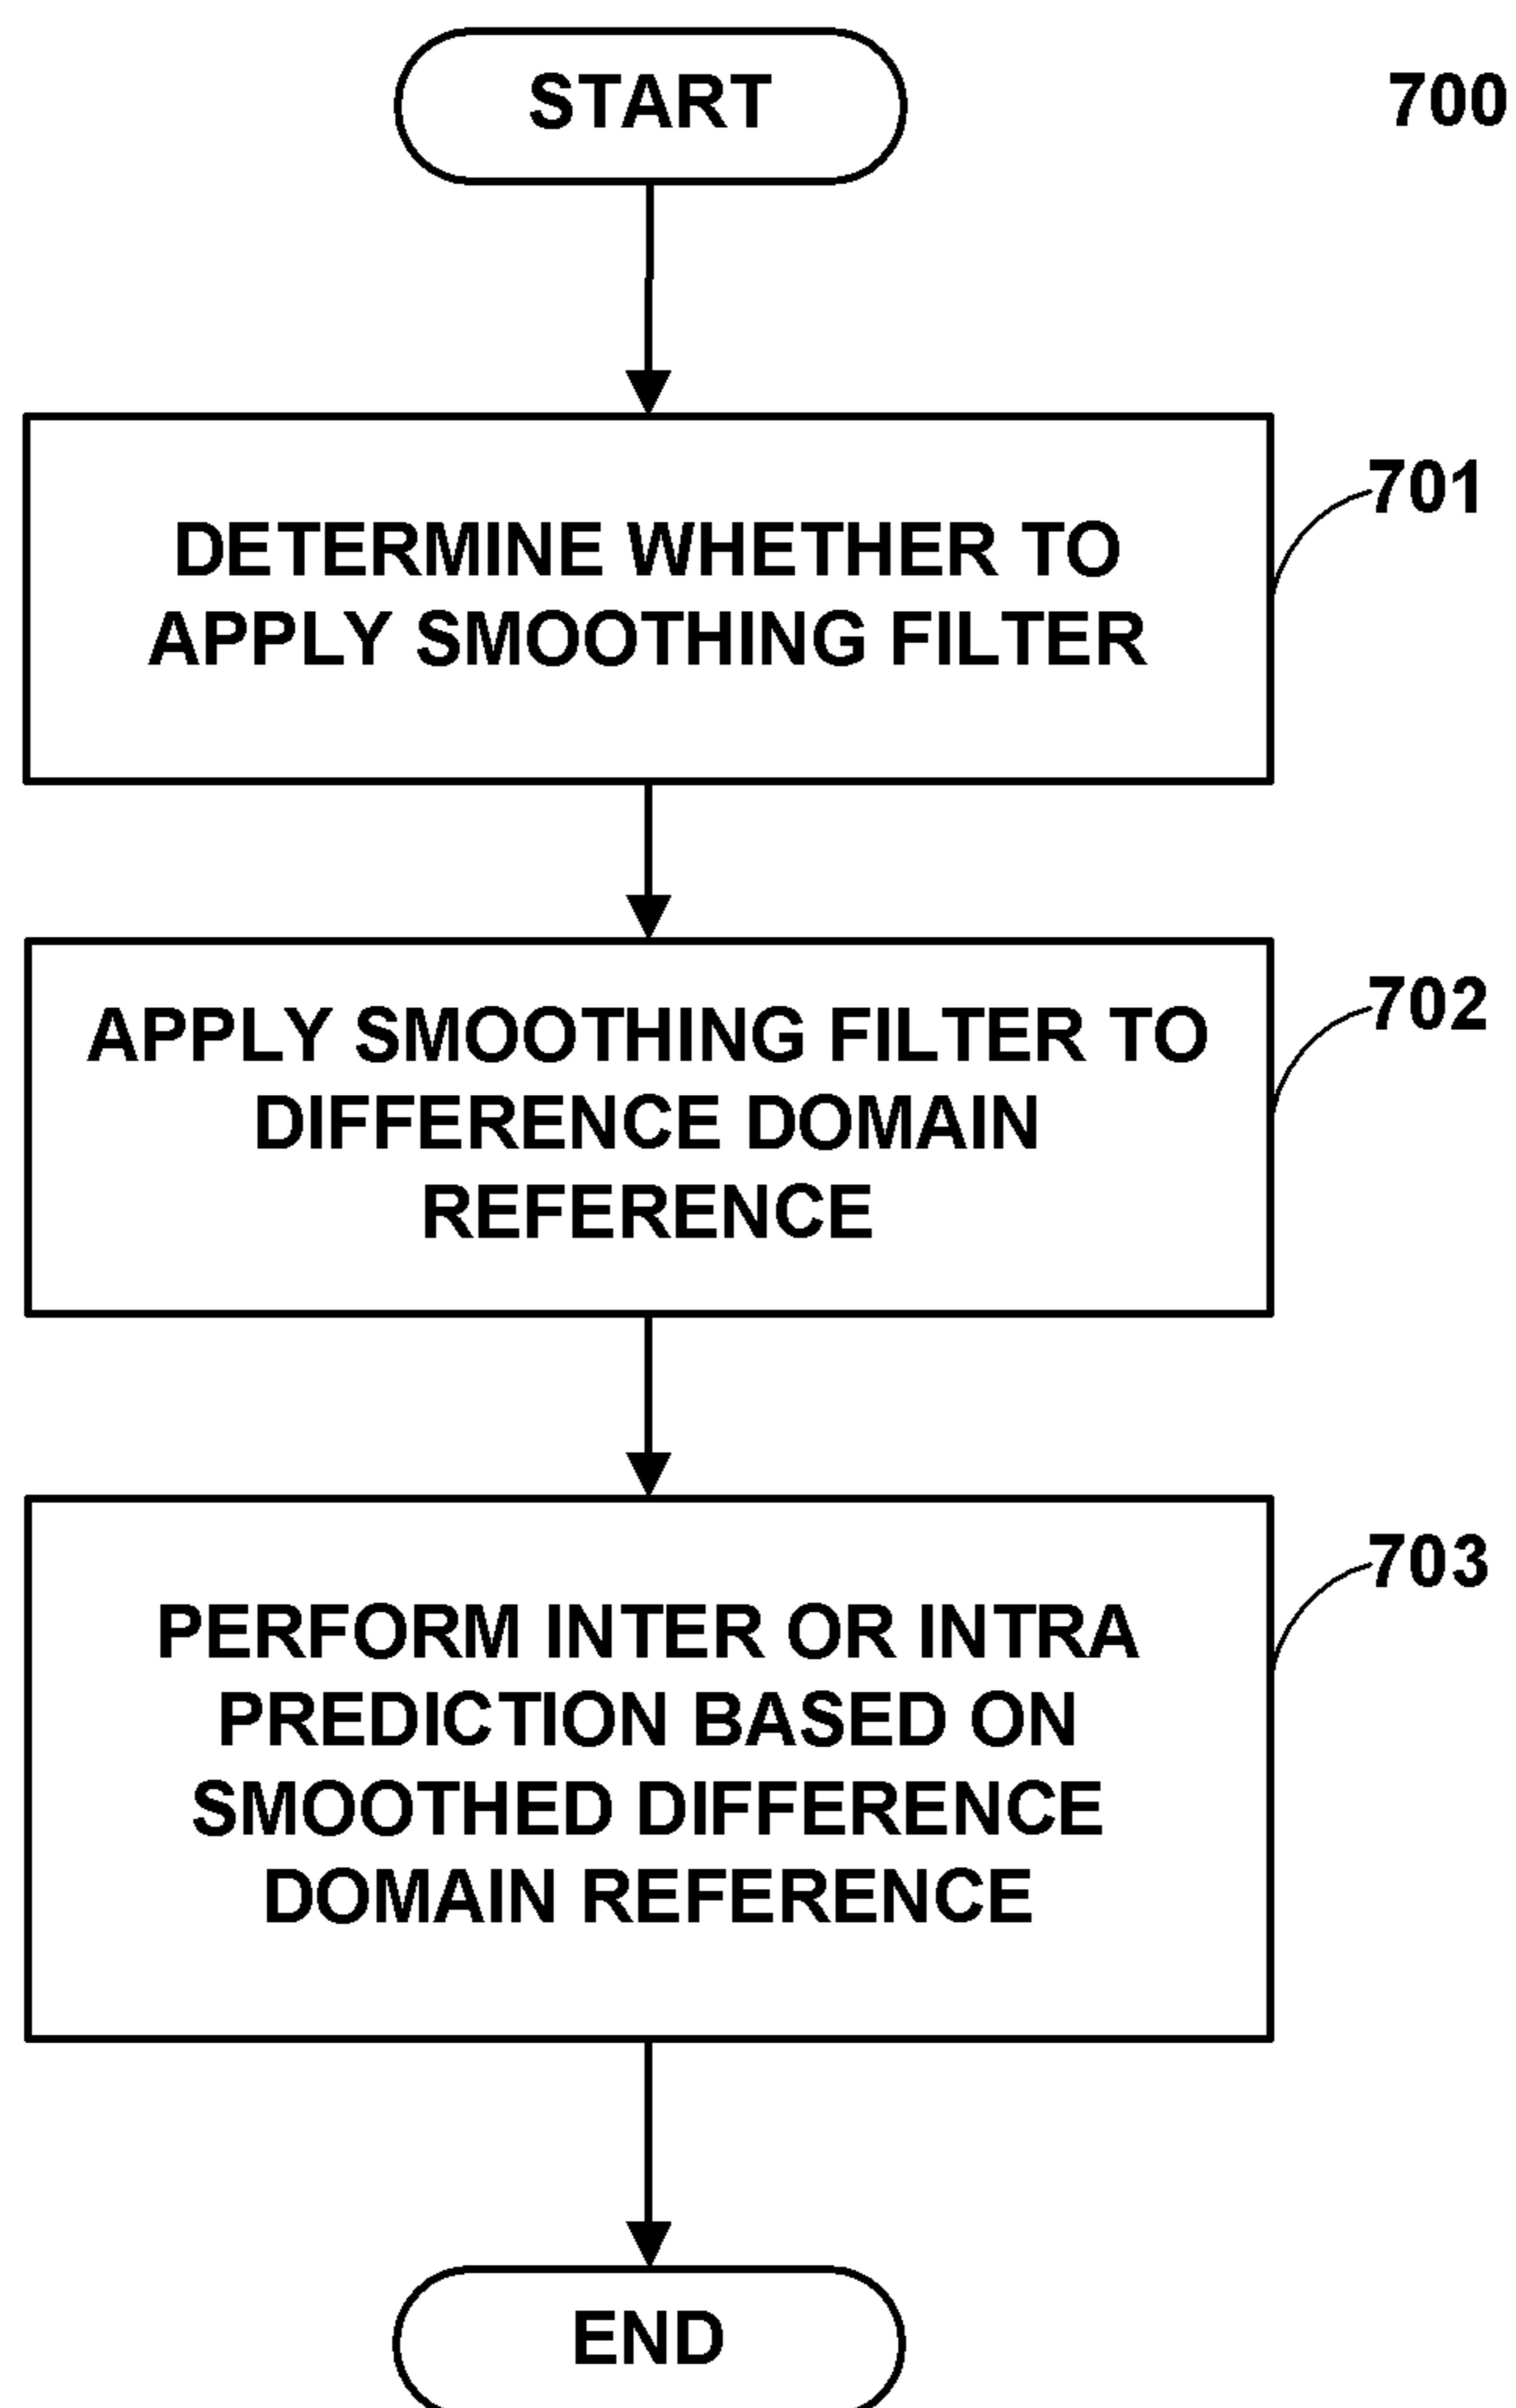 START
700
DETERMINE WHETHER TO
APPLY SMOOTHING FILTER
701
APPLY SMOOTHING FILTER TO
DIFFERENCE DOMAIN
REFERENCE
702
PERFORM INTER OR INTRA
PREDICTION BASED ON
SMOOTHED DIFFERENCE
DOMAIN REFERENCE
703
END